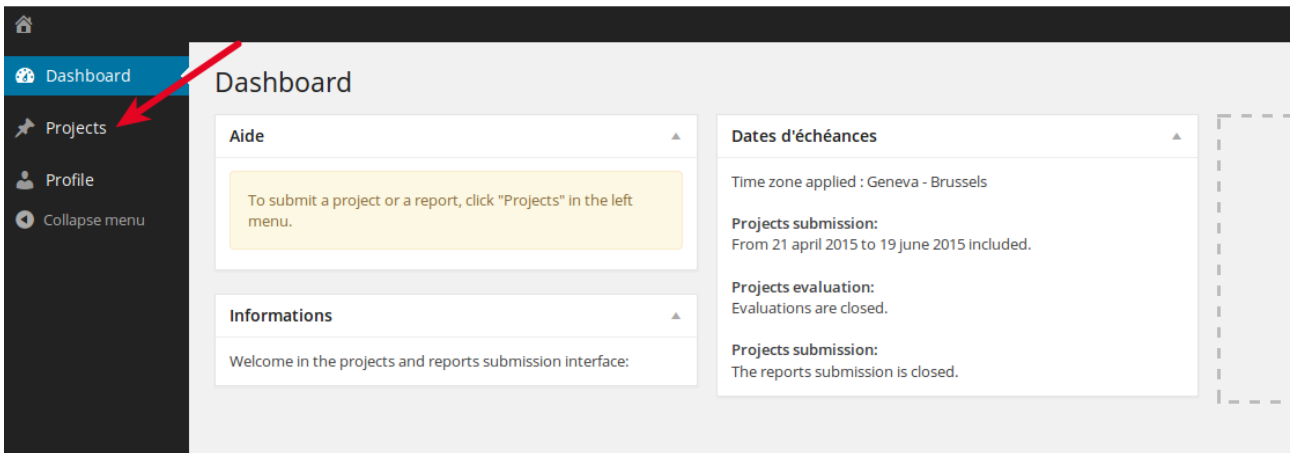 Dashboard
Projects
Profile
Collapse menu
Dashboard
Aide
To submit a project or a report, click "Projects" in the left
menu.
Informations
Welcome in the projects and reports submission interface:
Dates d'échéances
Time zone applied : Geneva - Brussels
Projects submission:
From 21 april 2015 to 19 june 2015 included.
Projects evaluation:
Evaluations are closed.
Projects submission:
The reports submission is closed.